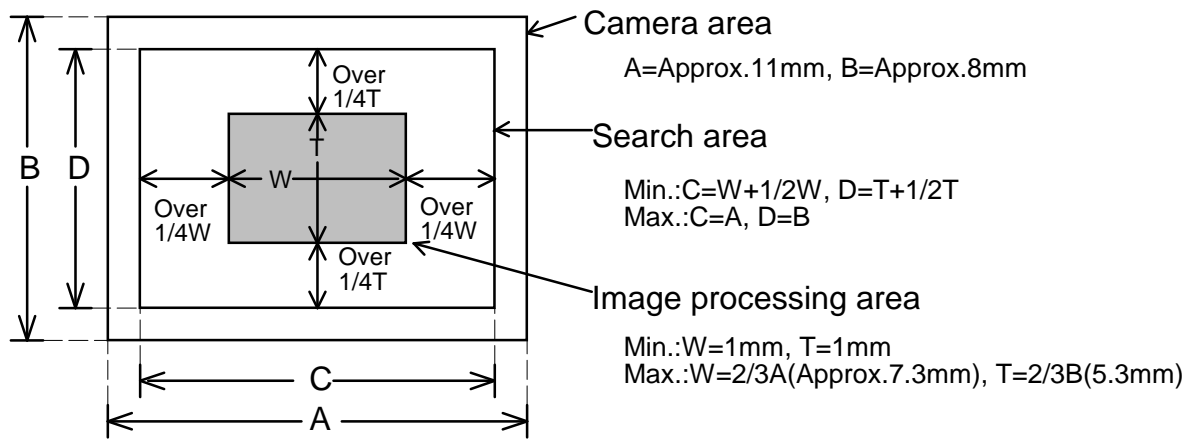 Camera area
A=Approx.11mm, B=Approx.8mm
Over
1/4T
T
Search area
B
D
W
Min.:C=W+1/2W, D=T+1/2T
Max.:C=A, D=B
Over
1/4W
Over
1/4W
Over
1/4T
Image processing area
Min.:W=1mm, T=1mm
Max.:W=2/3A(Approx.7.3mm), T=2/3B(5.3mm)
C
A